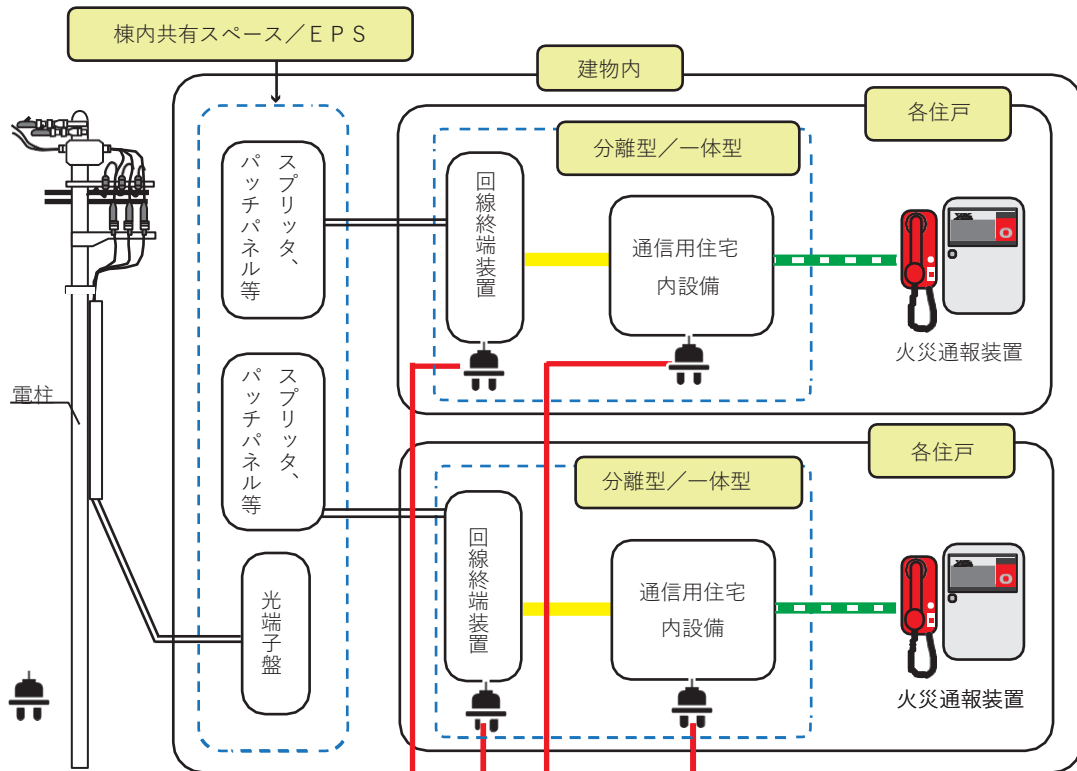 棟内共有スペース／ＥＰＳ
建物内
各住戸
分離型／一体型
スプリッタ、
パッチパネル等
回線終端装置
通信用住宅
内設備
火災通報装置
電柱
スプリッタ、
パッチパネル等
各住戸
分離型／一体型
回線終端装置
通信用住宅
内設備
光端子盤
火災通報装置